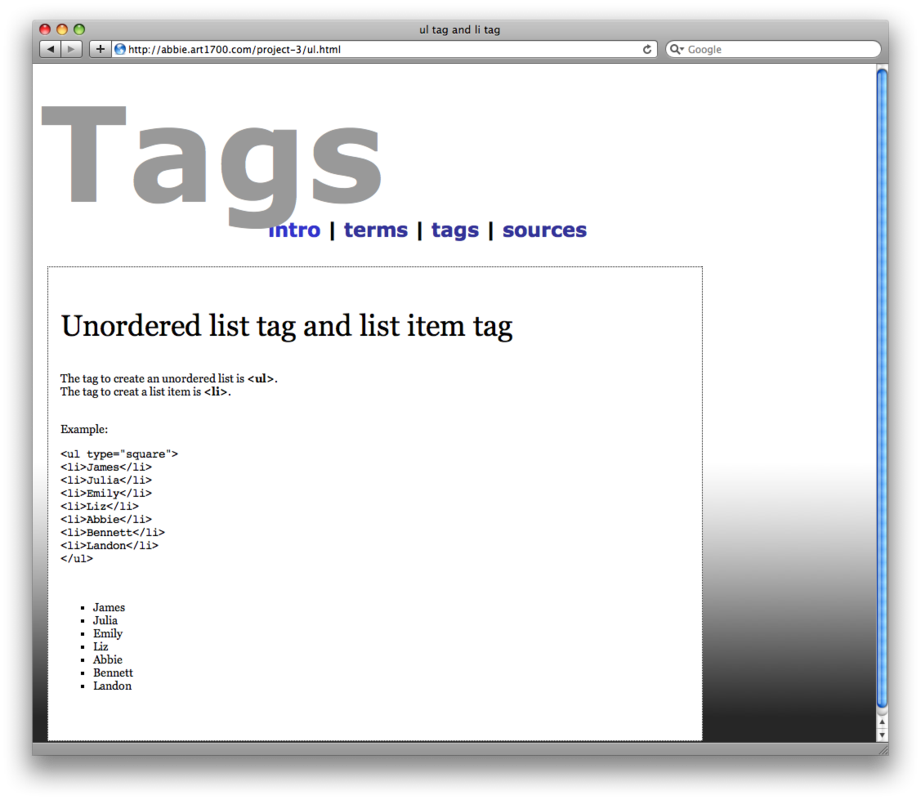 ul tag and li tag
http://abbie.art1700.com/project-3/ul.html
Google
Tags
intro | terms | tags | sources
Unordered list tag and list item tag
The tag to create an unordered list is <ul>.
The tag to creat a list item is <li>.
Example:
<ul type="square">
<li>James</li>
<li>Julia</li>
<li>Emily</li>
<li>Liz</li>
<li>Abbie</li>
<li>Bennett</li>
<li>Landon</li>
</ul>
▪ James
▪ Julia
▪ Emily
▪ Liz
▪ Abbie
▪ Bennett
▪ Landon